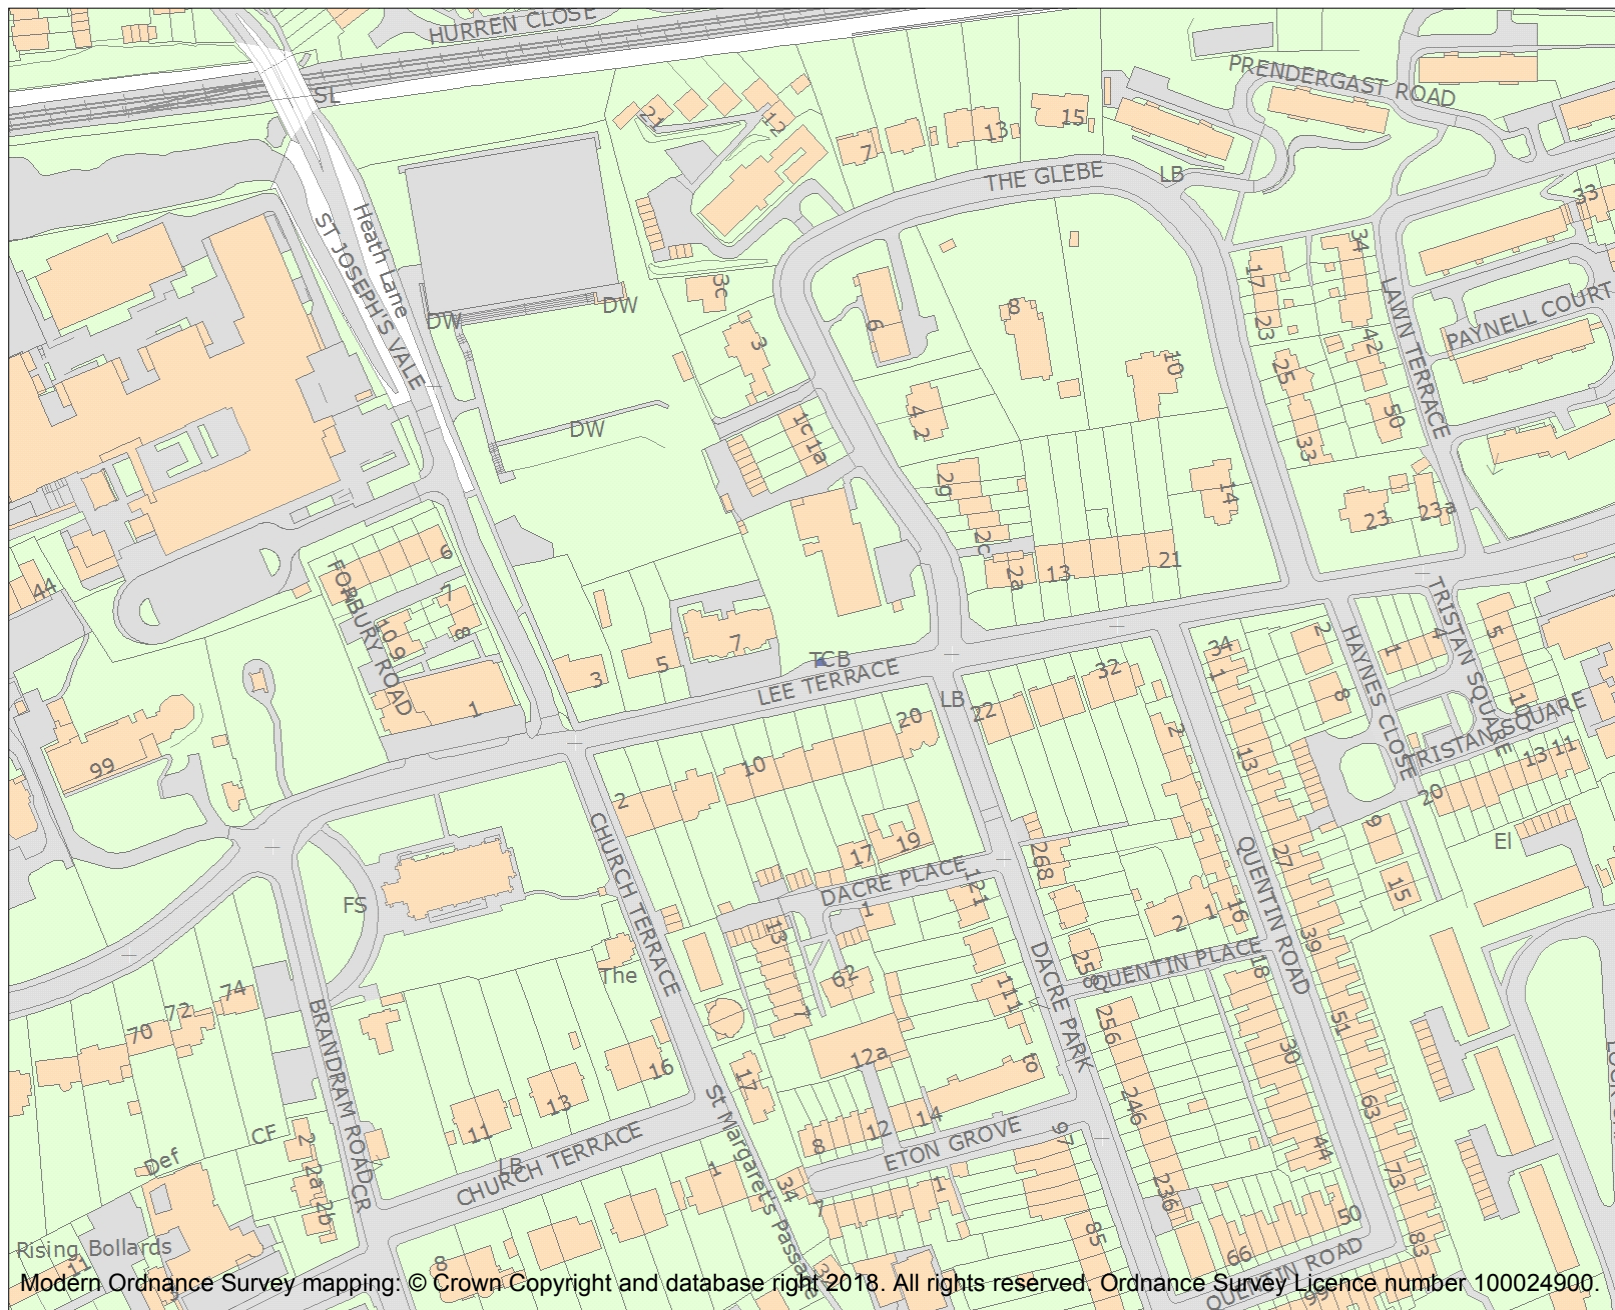 HURREN CLOSE
SL
PRENDERGAST ROAD
21
12
7
13
15
THE GLEBE
LB
33
Heath Lane
ST JOSEPH'S VALE
DW
DW
3c
3
6
8
10
17
23
34
42
LAWN TERRACE
PAYNELL COURT
25
33
50
DW
1c
1a
4
2
2g
2c
2a
13
21
14
23
23a
44
FORBURY ROAD
6
7
8
10
9
1
3
5
7
TCB
LEE TERRACE
LB
22
32
34
1
2
HAYNES CLOSE
1
4
TRISTAN SQUARE
5
10
8
TRISTAN SQUARE
13
11
20
99
2
10
20
2
13
CHURCH TERRACE
17
19
DACRE PLACE
1
121
268
27
QUENTIN ROAD
9
15
El
FS
The
13
7
62
2
1
16
18
QUENTIN PLACE
258
39
70
72
74
BRANDRAM ROAD
DACRE PARK
111
to
256
51
30
12a
16
13
11
17
St Margaret's Passage
8
12
14
ETON GROVE
97
246
63
44
CF
Def
2
2a
2b
CR
LB
CHURCH TERRACE
1
34
7
1
236
73
85
50
66
83
QUENTIN ROAD
99
Rising Bollards
11
3
8
Modern Ordnance Survey mapping: © Crown Copyright and database right 2018. All rights reserved. Ordnance Survey Licence number 100024900.